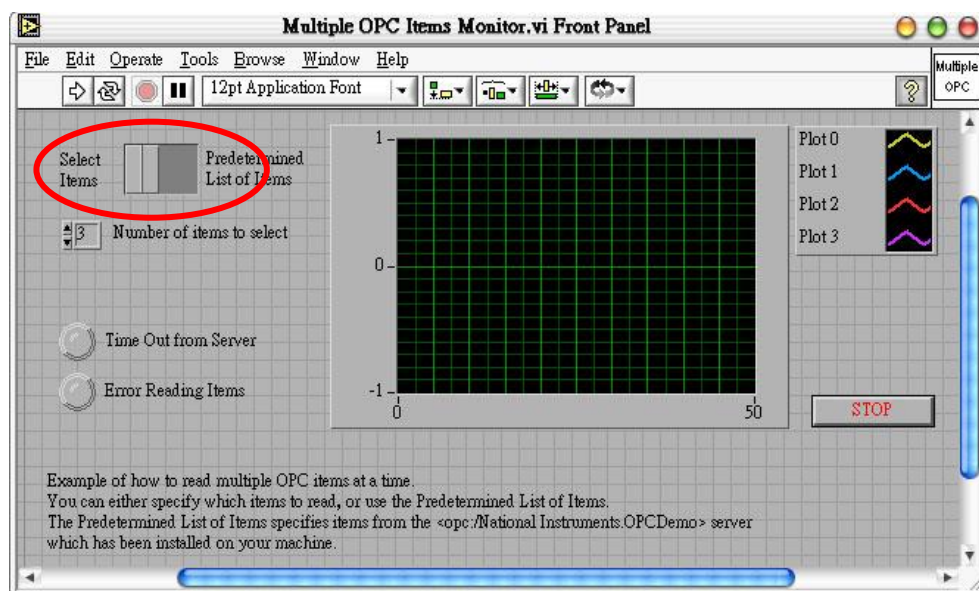 Multiple OPC Items Monitor.vi Front Panel
File Edit Operate Tools Browse Window Help
12pt Application Font
Multiple
OPC
Select
Items
Predetermined
List of Items
3 Number of items to select
Time Out from Server
Error Reading Items
1
0
-1
0
50
Plot 0
Plot 1
Plot 2
Plot 3
STOP
Example of how to read multiple OPC items at a time.
You can either specify which items to read, or use the Predetermined List of Items.
The Predetermined List of Items specifies items from the <opc:/National Instruments.OPCDemo> server
which has been installed on your machine.